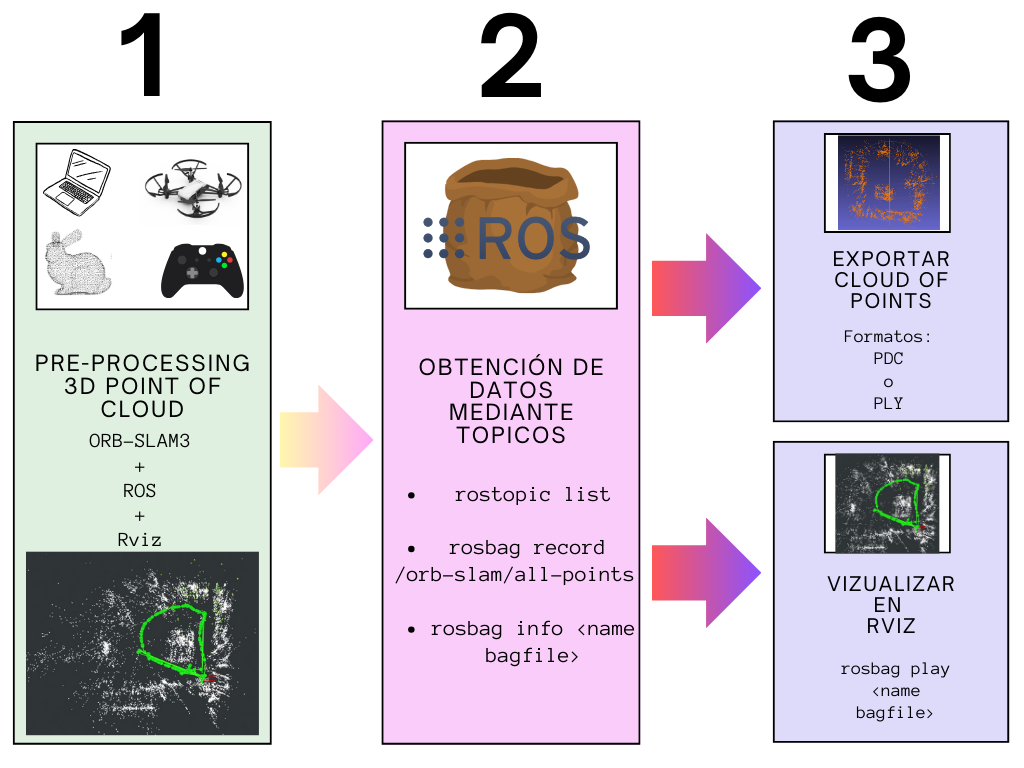 1
2
3
PRE-PROCESSING
3D POINT OF
CLOUD
ORB-SLAM3
+
ROS
+
Rviz
ROS
OBTENCIÓN DE
DATOS
MEDIANTE
TOPICOS
• rostopic list
• rosbag record
/orb-slam/all-points
• rosbag info <name
bagfile>
EXPORTAR
CLOUD OF
POINTS
Formatos:
PDC
o
PLY
VIZUALIZAR
EN
RVIZ
rosbag play
<name
bagfile>